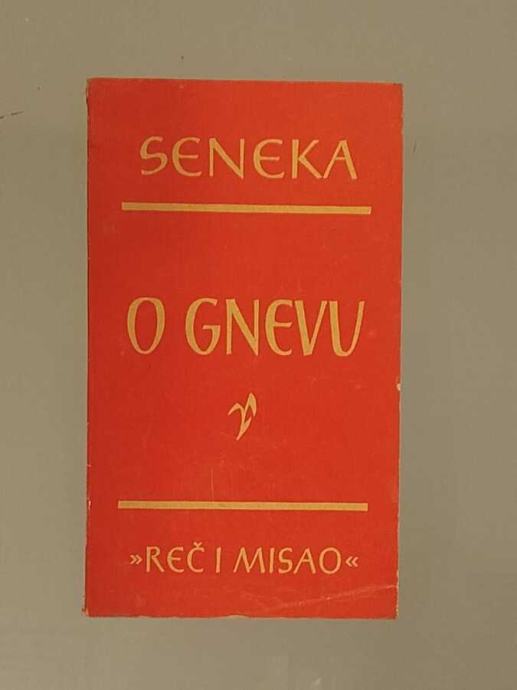 SENEKA
O GNEVU
»REČ I MISAO«